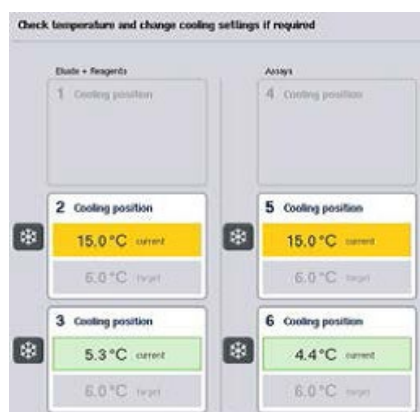 Check temperature and change cooling settings if required
Eluate + Reagents
Assays
1 Cooling position
4 Cooling position
2 Cooling position
5 Cooling position
15.0 °C current
15.0 °C current
6.0 °C target
6.0 °C target
3 Cooling position
6 Cooling position
5.3 °C current
4.4 °C current
6.0 °C target
6.0 °C target